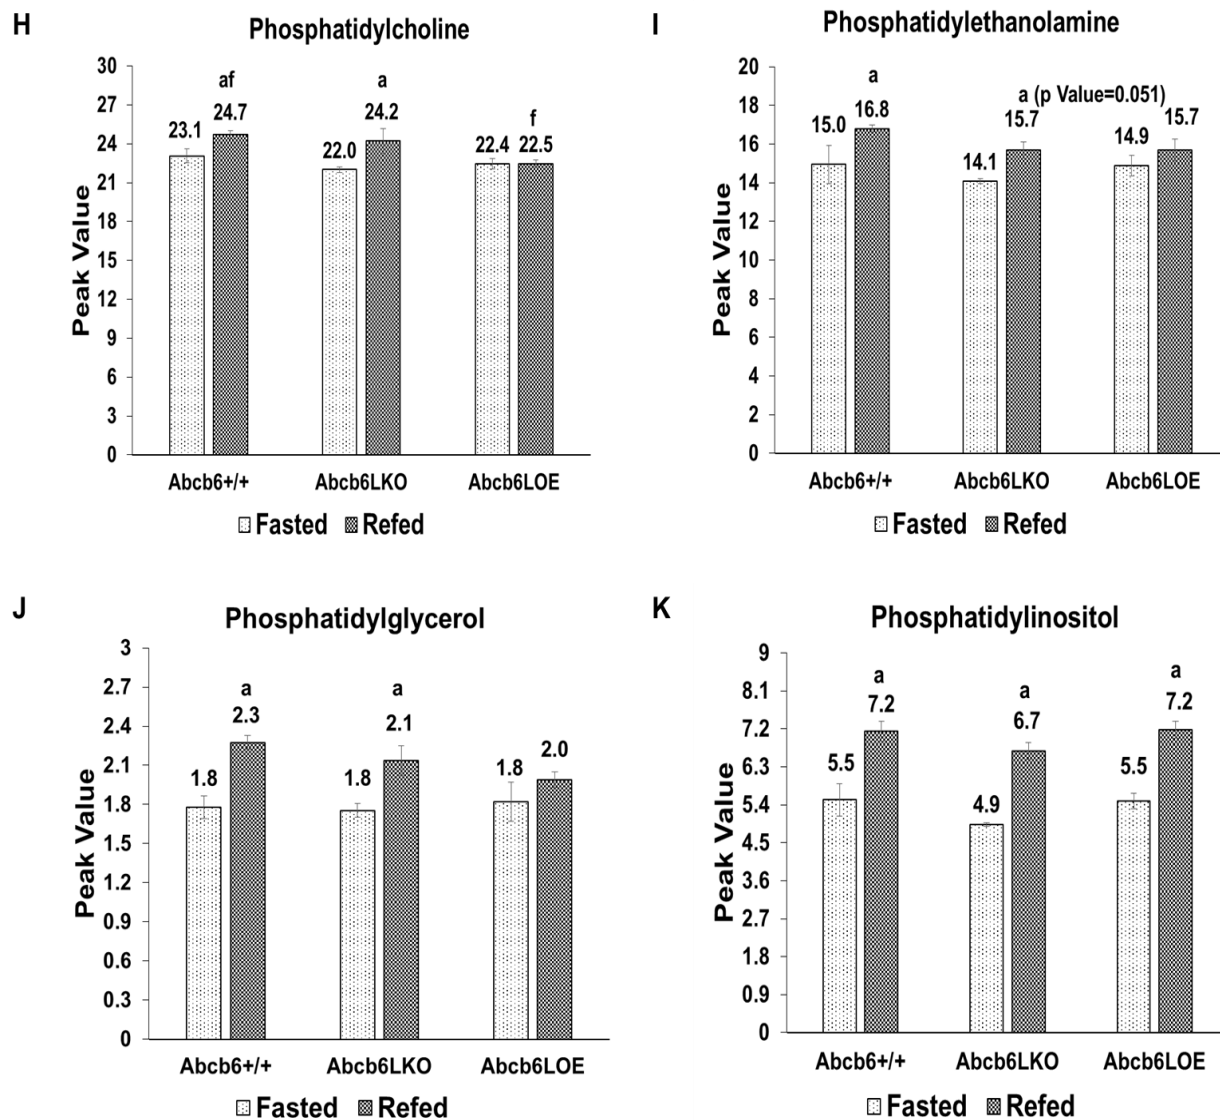 H
Phosphatidylcholine
Peak Value
30
27
24
21
18
15
12
9
6
3
0
af
a
f
23.1
24.7
22.0
24.2
22.4
22.5
Abcb6+/+
Abcb6LKO
Abcb6LOE
Fasted Refed
I
Phosphatidylethanolamine
Peak Value
20
18
16
14
12
10
8
6
4
2
0
a
a (p Value=0.051)
15.0
16.8
14.1
15.7
14.9
15.7
Abcb6+/+
Abcb6LKO
Abcb6LOE
Fasted Refed
J
Phosphatidylglycerol
Peak Value
3
2.7
2.4
2.1
1.8
1.5
1.2
0.9
0.6
0.3
0
a
a
1.8
2.3
1.8
2.1
1.8
2.0
Abcb6+/+
Abcb6LKO
Abcb6LOE
Fasted Refed
K
Phosphatidylinositol
Peak Value
9
8.1
7.2
6.3
5.4
4.5
3.6
2.7
1.8
0.9
0
a
a
a
5.5
7.2
4.9
6.7
5.5
7.2
Abcb6+/+
Abcb6LKO
Abcb6LOE
Fasted Refed